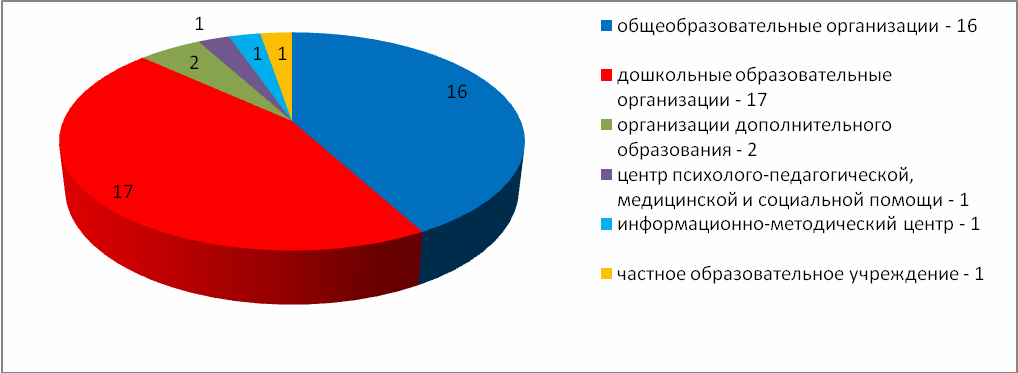 1
1
1
2
16
17
общеобразовательные организации - 16
дошкольные образовательные
организации - 17
организации дополнительного
образования - 2
центр психолого-педагогической,
медицинской и социальной помощи - 1
информационно-методический центр - 1
частное образовательное учреждение - 1